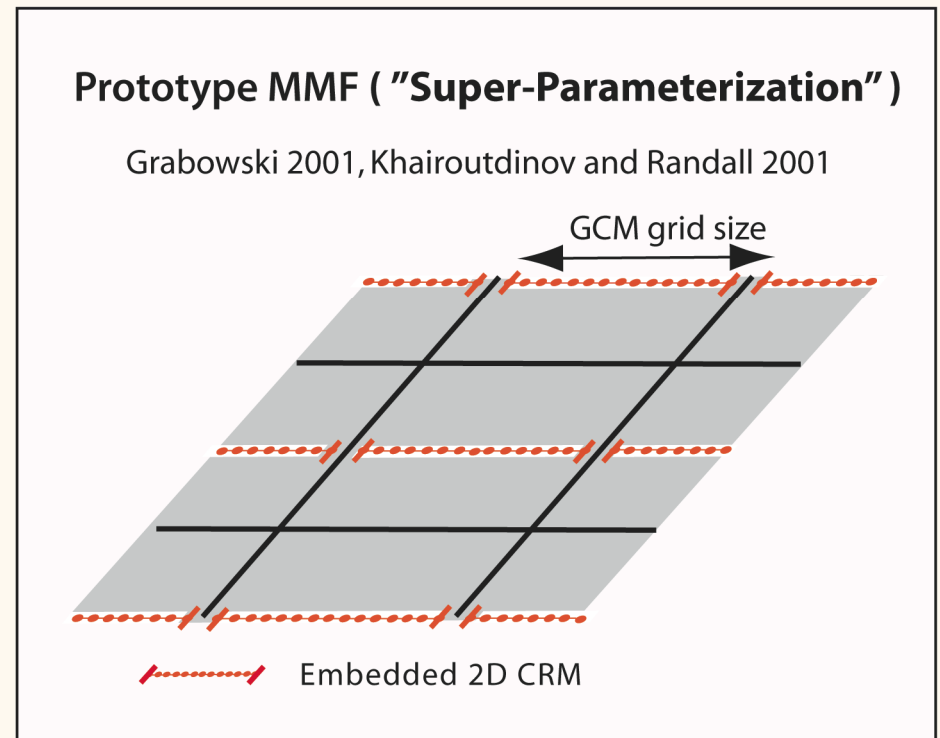 Prototype MMF ( ”Super-Parameterization” )
Grabowski 2001, Khairoutdinov and Randall 2001
GCM grid size
Embedded 2D CRM